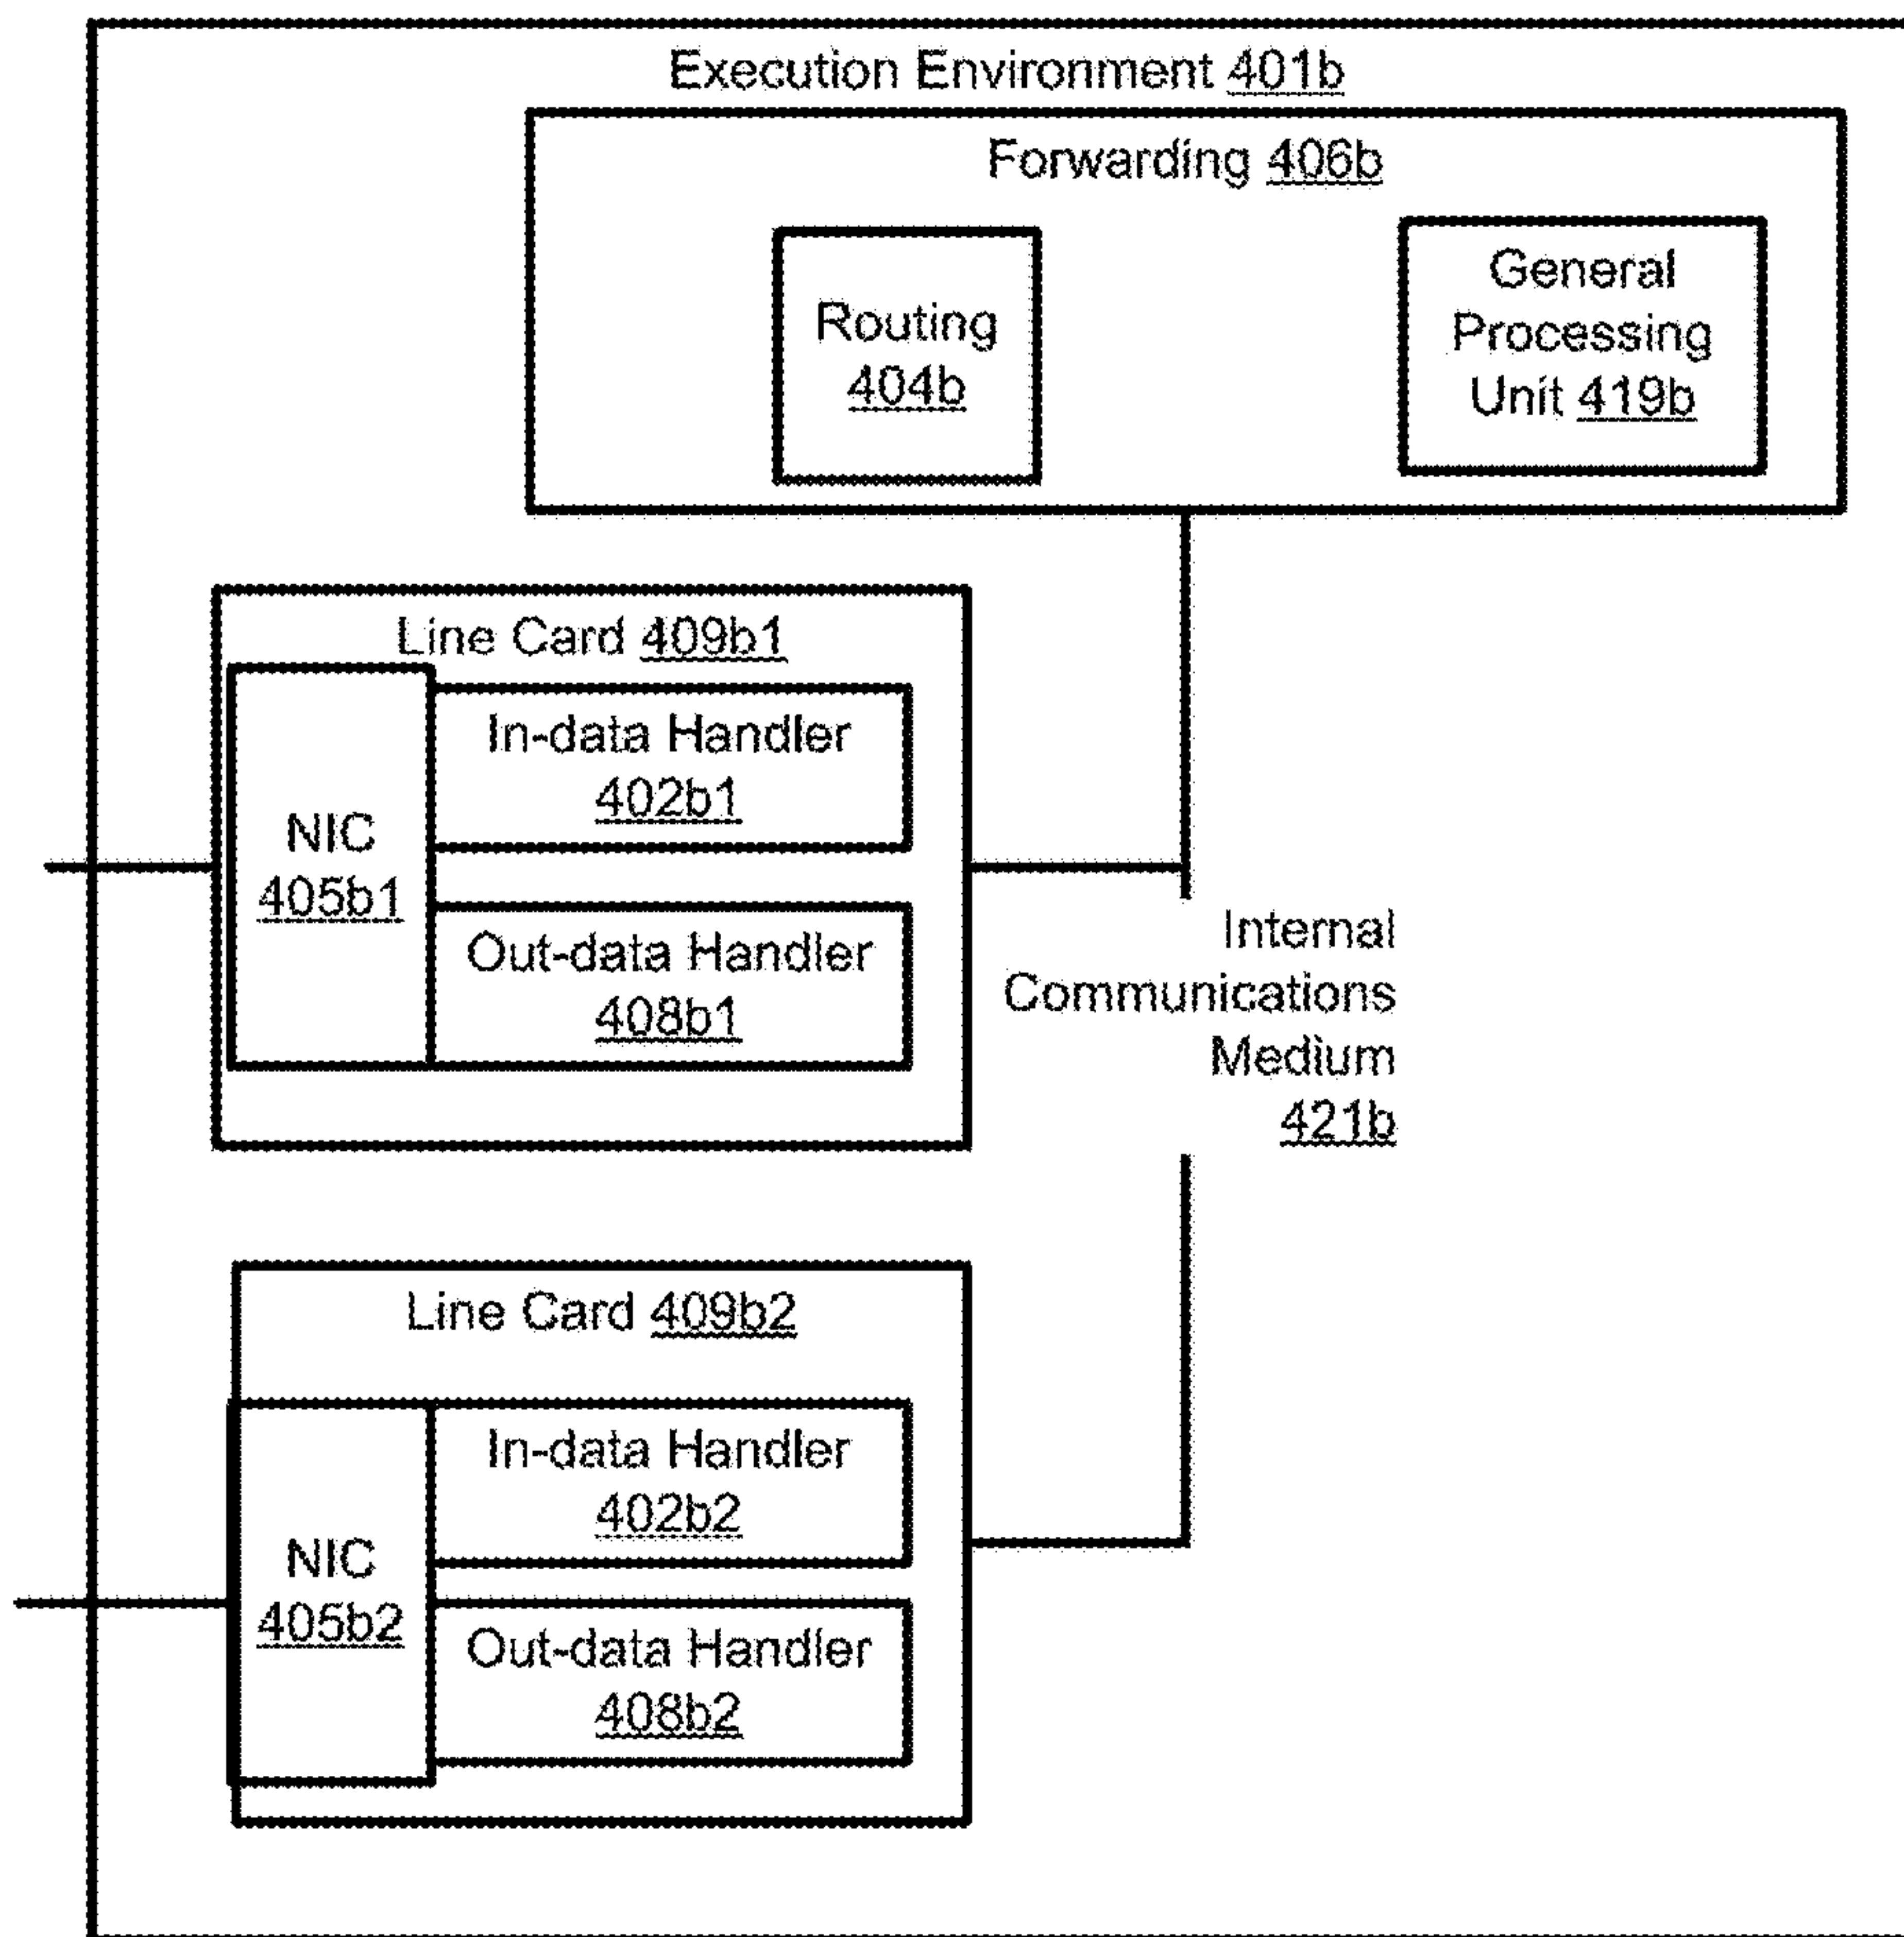 Execution Environment 401b
Forwarding 406b
Routing
404b
General
Processing
Unit 419b
Line Card 409b1
NIC
405b1
In-data Handler
402b1
Out-data Handler
408b1
Internal
Communications
Medium
421b
Line Card 409b2
NIC
405b2
In-data Handler
402b2
Out-data Handler
408b2